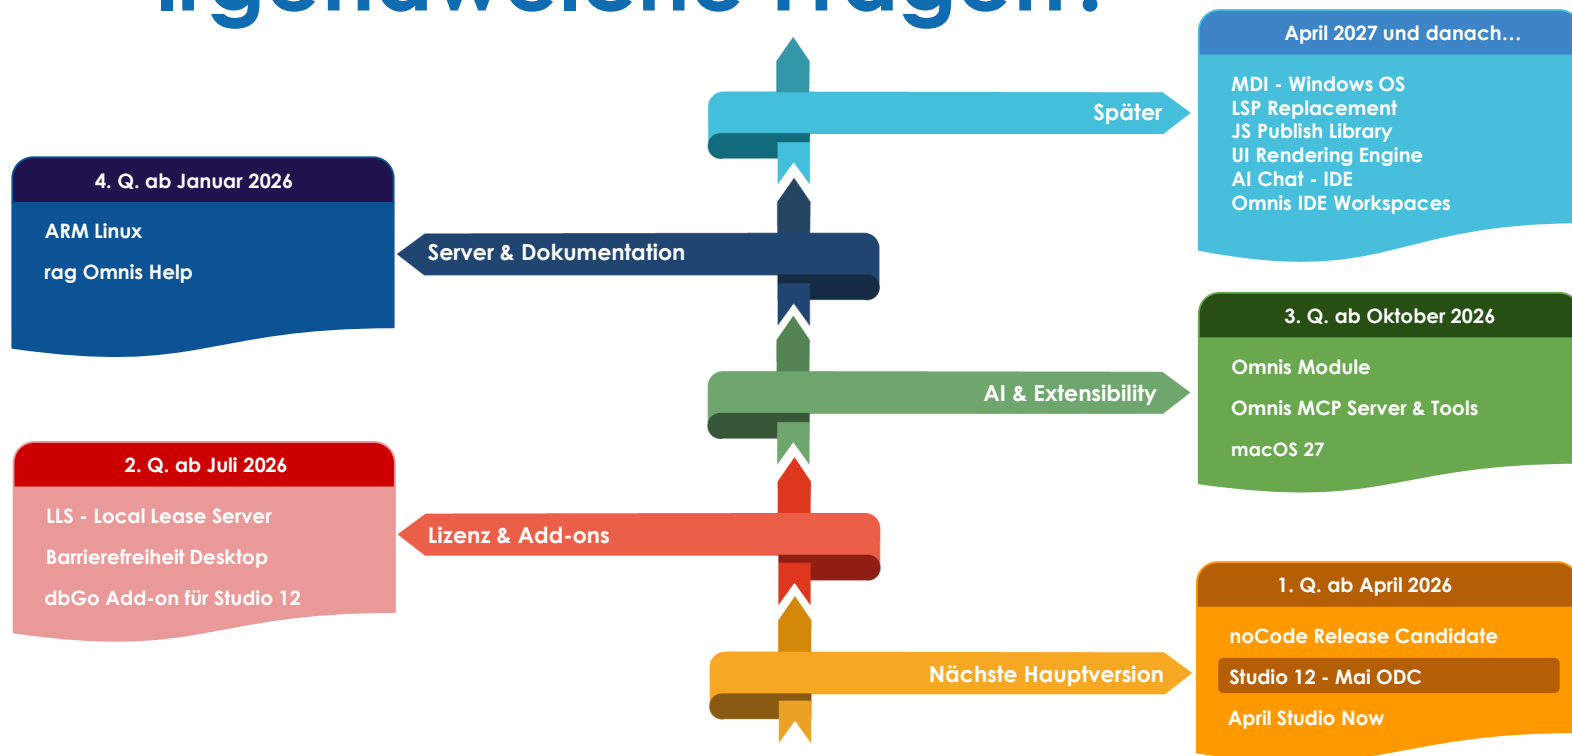 Irgendwelche Fragen?
April 2027 und danach...
MDI - Windows OS
LSP Replacement
JS Publish Library
UI Rendering Engine
AI Chat - IDE
Omnis IDE Workspaces
Später
4. Q. ab Januar 2026
ARM Linux
rag Omnis Help
Server & Dokumentation
3. Q. ab Oktober 2026
Omnis Module
Omnis MCP Server & Tools
macOS 27
AI & Extensibility
2. Q. ab Juli 2026
LLS - Local Lease Server
Barrierefreiheit Desktop
dbGo Add-on für Studio 12
Lizenz & Add-ons
1. Q. ab April 2026
noCode Release Candidate
Studio 12 - Mai ODC
April Studio Now
Nächste Hauptversion